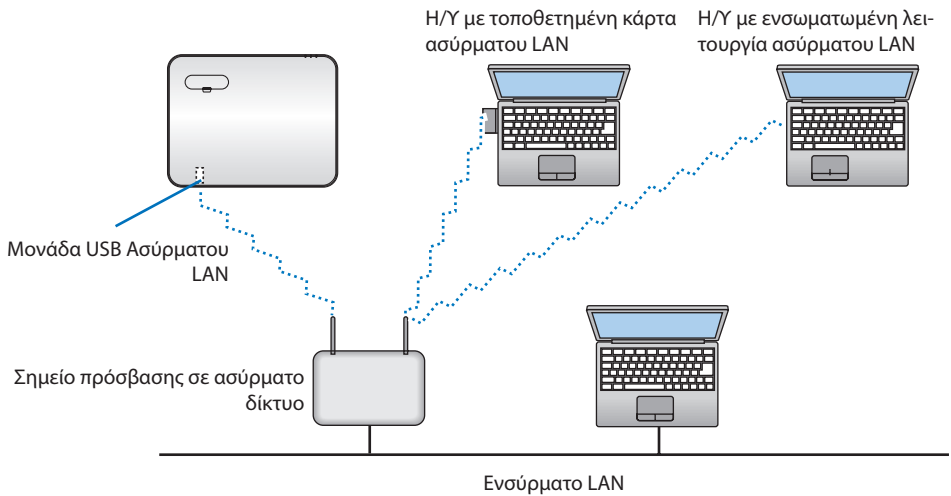 Η/Υ με τοποθετημένη κάρτα
ασύρματου LAN
Η/Υ με ενσωματωμένη λει-
τουργία ασύρματου LAN
Μονάδα USB Ασύρματου
LAN
Σημείο πρόσβασης σε ασύρματο
δίκτυο
Ενσύρματο LAN